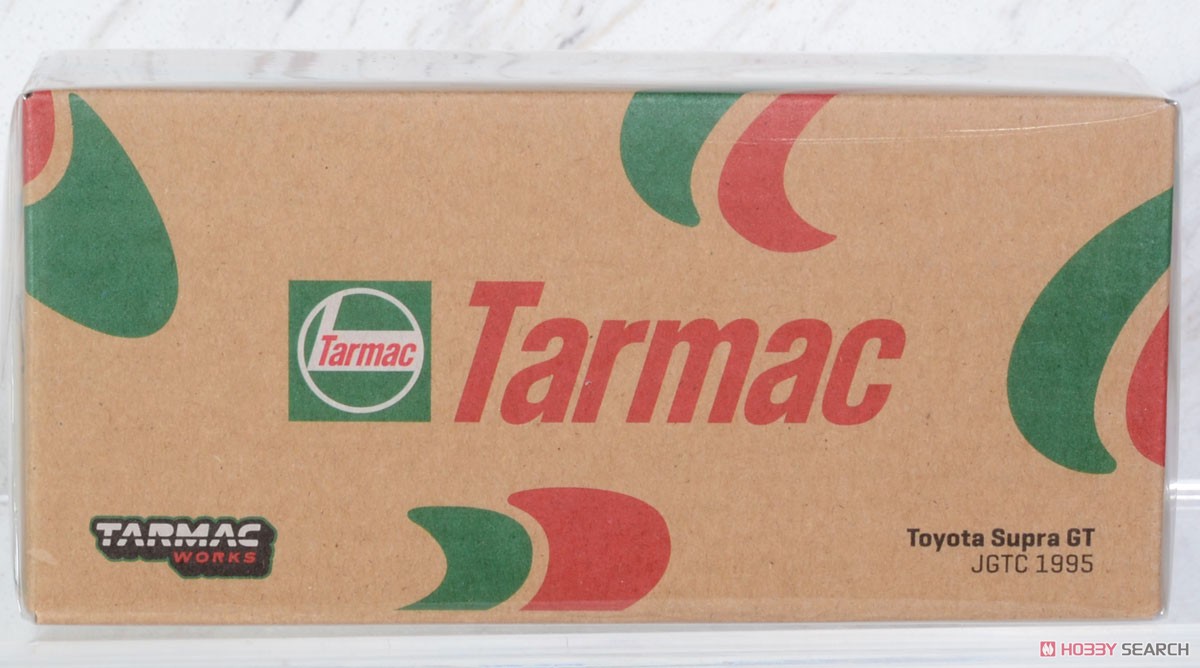 Tarmac
Tarmac
TARMAC
WORKS
Toyota Supra GT
JGTC 1995
HOBBY SEARCH